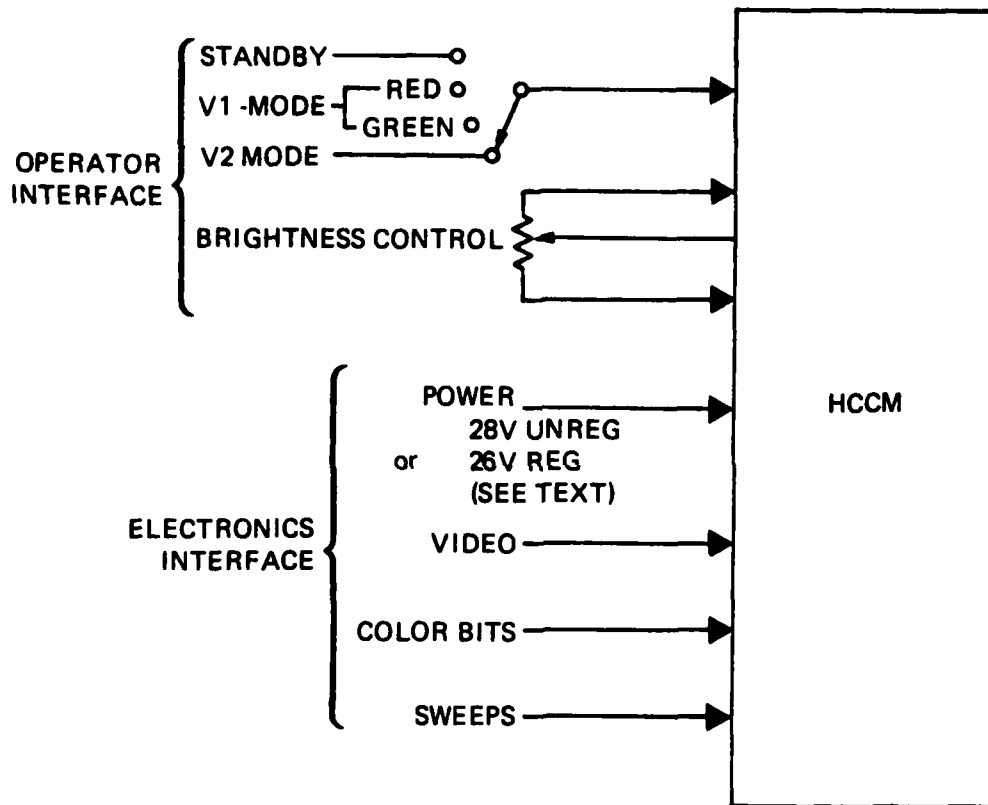 STANDBY
V1 -MODE
RED
GREEN
V2 MODE
OPERATOR
INTERFACE
BRIGHTNESS CONTROL
POWER
28V UNREG
or 26V REG
(SEE TEXT)
HCCM
ELECTRONICS
INTERFACE
VIDEO
COLOR BITS
SWEEPS